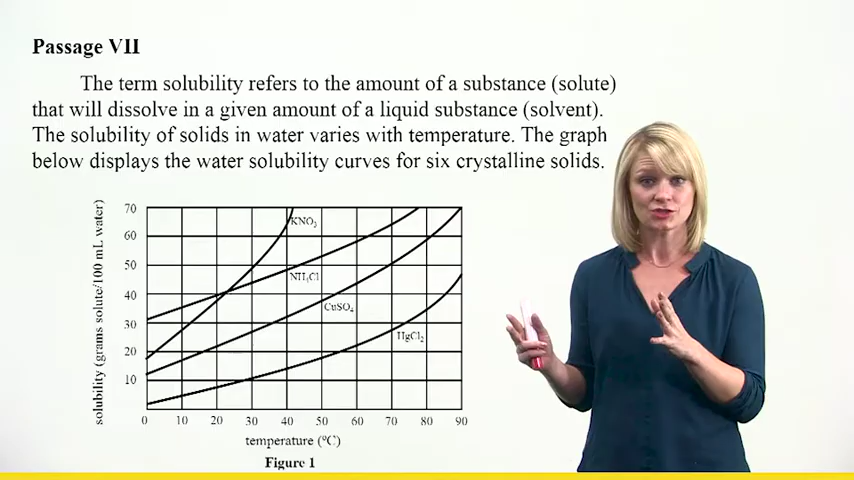 Passage VII
The term solubility refers to the amount of a substance (solute)
that will dissolve in a given amount of a liquid substance (solvent).
The solubility of solids in water varies with temperature. The graph
below displays the water solubility curves for six crystalline solids.
solubility (grams solute/100 mL water)
70
60
50
40
30
20
10
KNO3
NH4Cl
CuSO4
HgCl2
0 10 20 30 40 50 60 70 80 90
temperature (ºC)
Figure 1